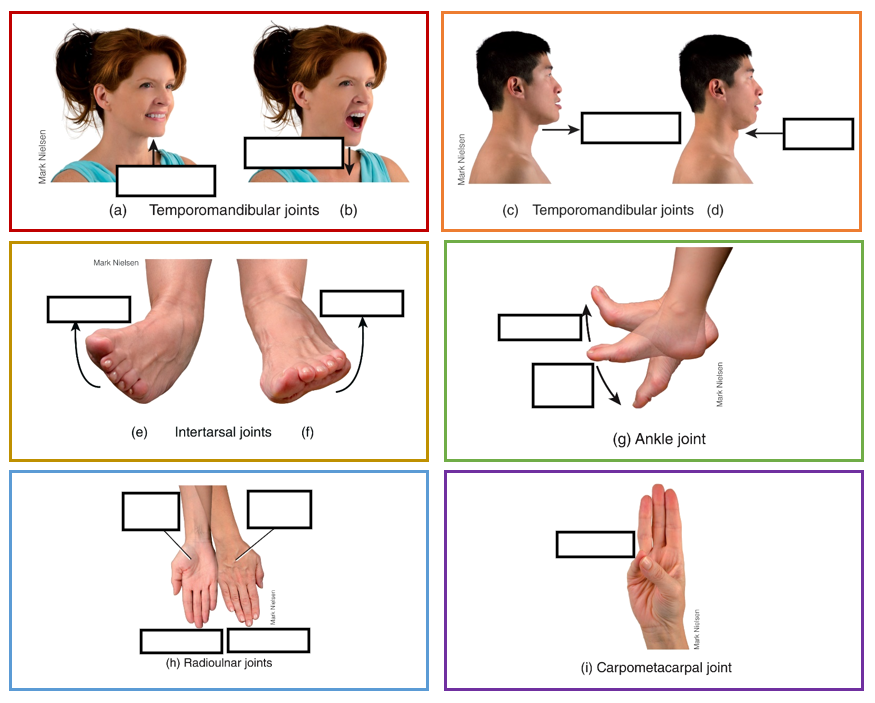 Mark Nielsen
(a) Temporomandibular joints (b)
Mark Nielsen
(c) Temporomandibular joints (d)
Mark Nielsen
(e) Intertarsal joints (f)
Mark Nielsen
(g) Ankle joint
Mark Nielsen
(h) Radioulnar joints
Mark Nielsen
(i) Carpometacarpal joint